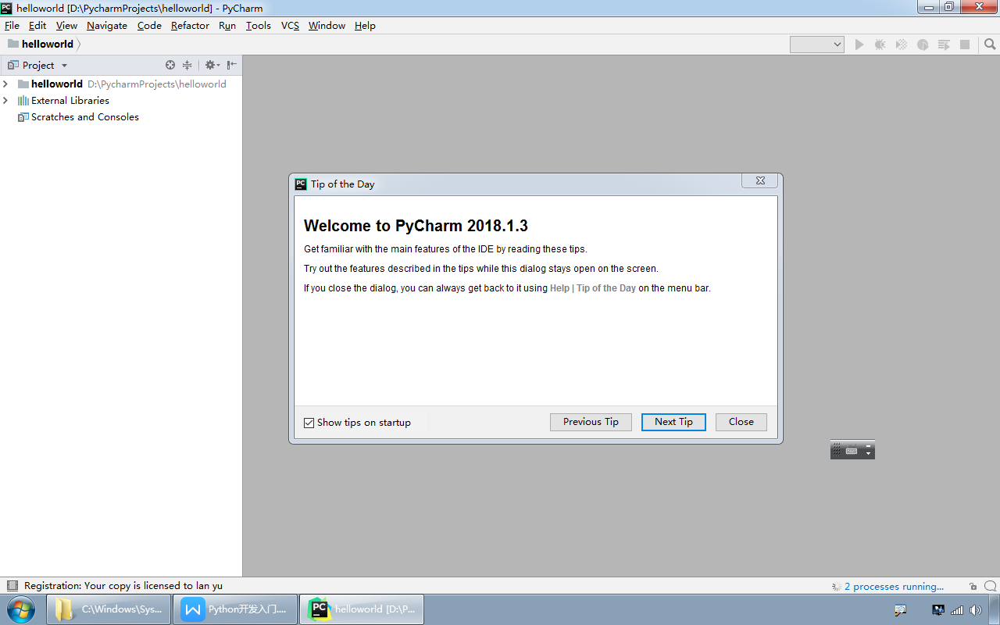 helloworld [D:\PycharmProjects\helloworld] - PyCharm
File Edit View Navigate Code Refactor Run Tools VCS Window Help
helloworld
Project
helloworld D:\PycharmProjects\helloworld
External Libraries
Scratches and Consoles
PC Tip of the Day
Welcome to PyCharm 2018.1.3
Get familiar with the main features of the IDE by reading these tips.
Try out the features described in the tips while this dialog stays open on the screen.
If you close the dialog, you can always get back to it using Help | Tip of the Day on the menu bar.
Show tips on startup Previous Tip Next Tip Close
Registration: Your copy is licensed to lan yu 2 processes running...
C:\Windows\Sys... Python开发入门.... PC helloworld [D:\P...